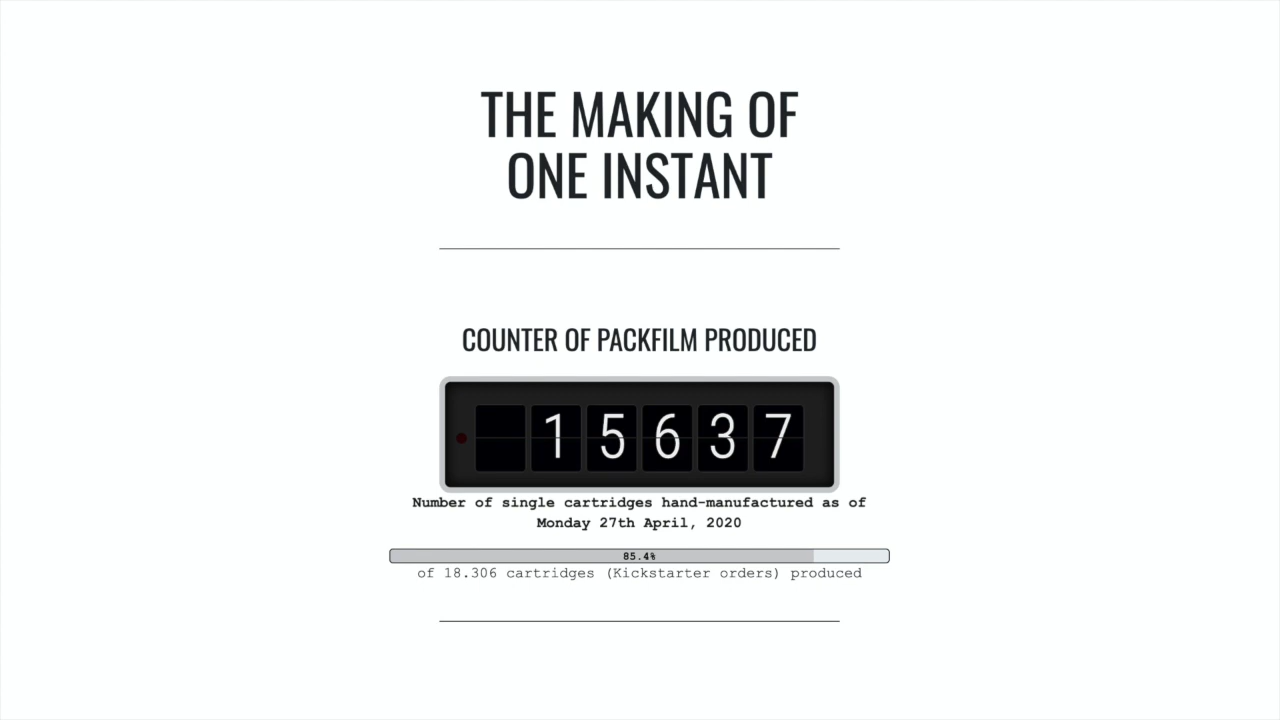 THE MAKING OF
ONE INSTANT
COUNTER OF PACKFILM PRODUCED
15637
Number of single cartridges hand-manufactured as of
Monday 27th April, 2020
85.4%
of 18.306 cartridges (Kickstarter orders) produced